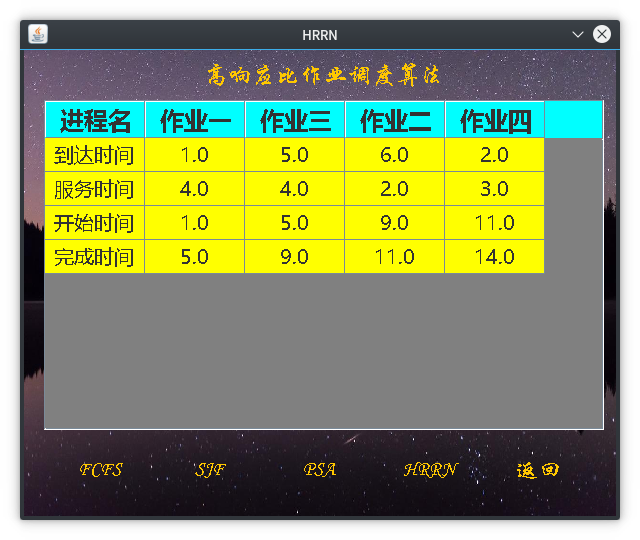 HRRN
高响应比作业调度算法
进程名 作业一 作业三 作业二 作业四
到达时间 1.0 5.0 6.0 2.0
服务时间 4.0 4.0 2.0 3.0
开始时间 1.0 5.0 9.0 11.0
完成时间 5.0 9.0 11.0 14.0
FCFS SJF PSA HRRN 返回